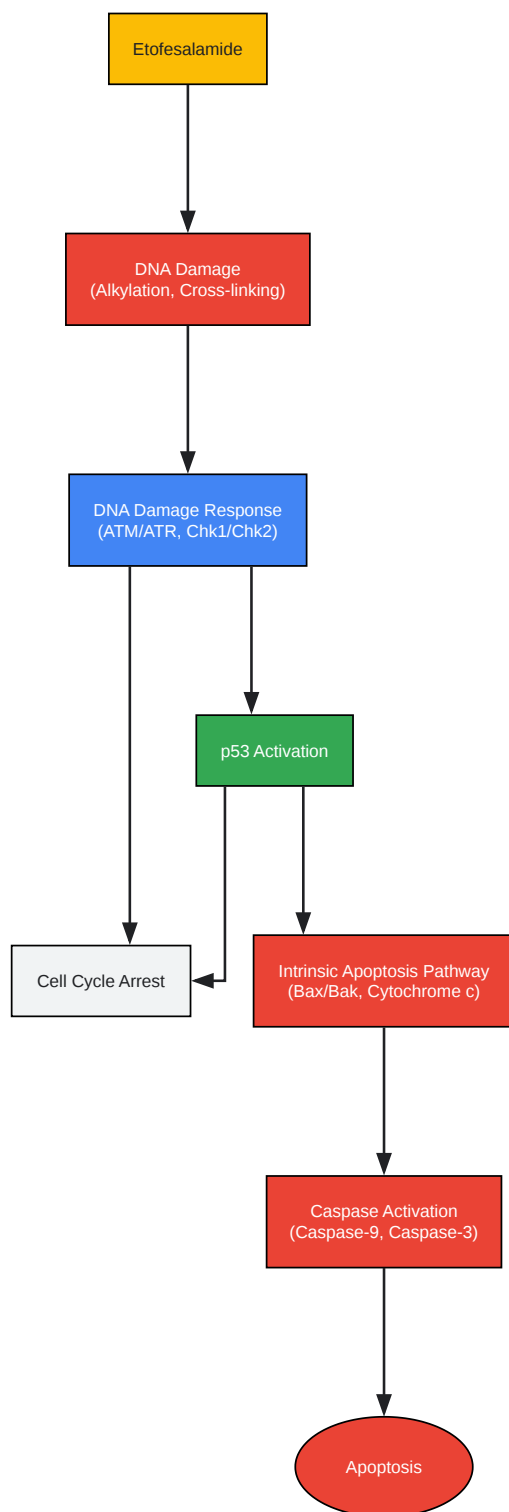 Etofesalamide
DNA Damage
(Alkylation, Cross-linking)
DNA Damage Response
(ATM/ATR, Chk1/Chk2)
p53 Activation
Cell Cycle Arrest
Intrinsic Apoptosis Pathway
(Bax/Bak, Cytochrome c)
Caspase Activation
(Caspase-9, Caspase-3)
Apoptosis